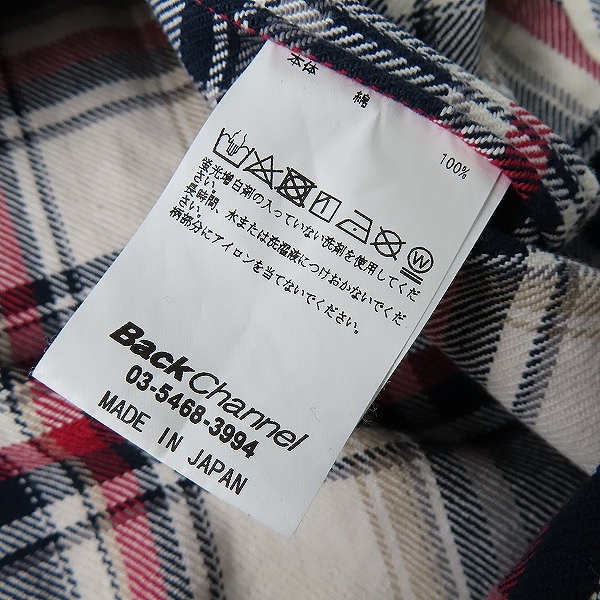 本体 綿 100%
蛍光増白剤の入っていない洗剤を使用してくだ
さい。
長時間、水または洗濯液につけおかないでくだ
さい。
柄部分にアイロンを当てないでください。
BackChannel
03-5468-3994
MADE IN JAPAN